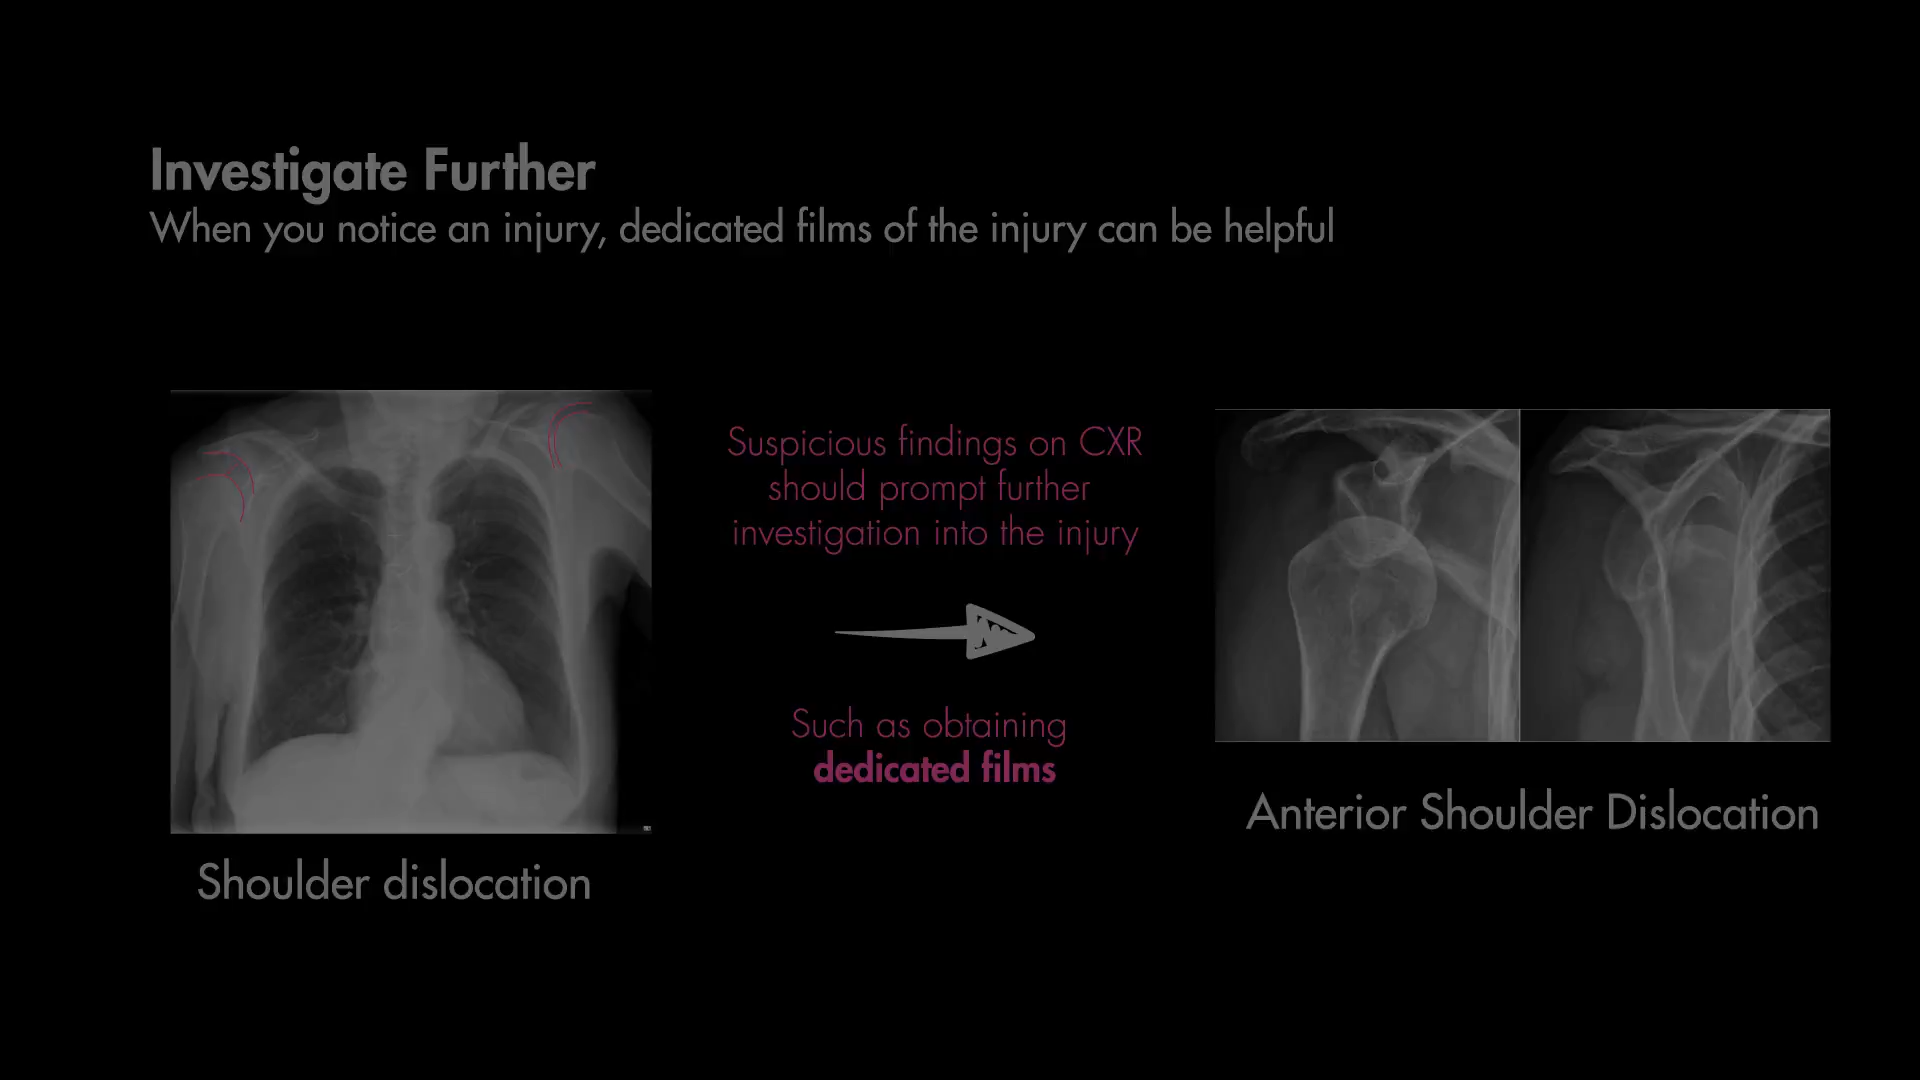 Investigate Further
When you notice an injury, dedicated films of the injury can be helpful
Suspicious findings on CXR
should prompt further
investigation into the injury
Such as obtaining
dedicated films
Shoulder dislocation
Anterior Shoulder Dislocation